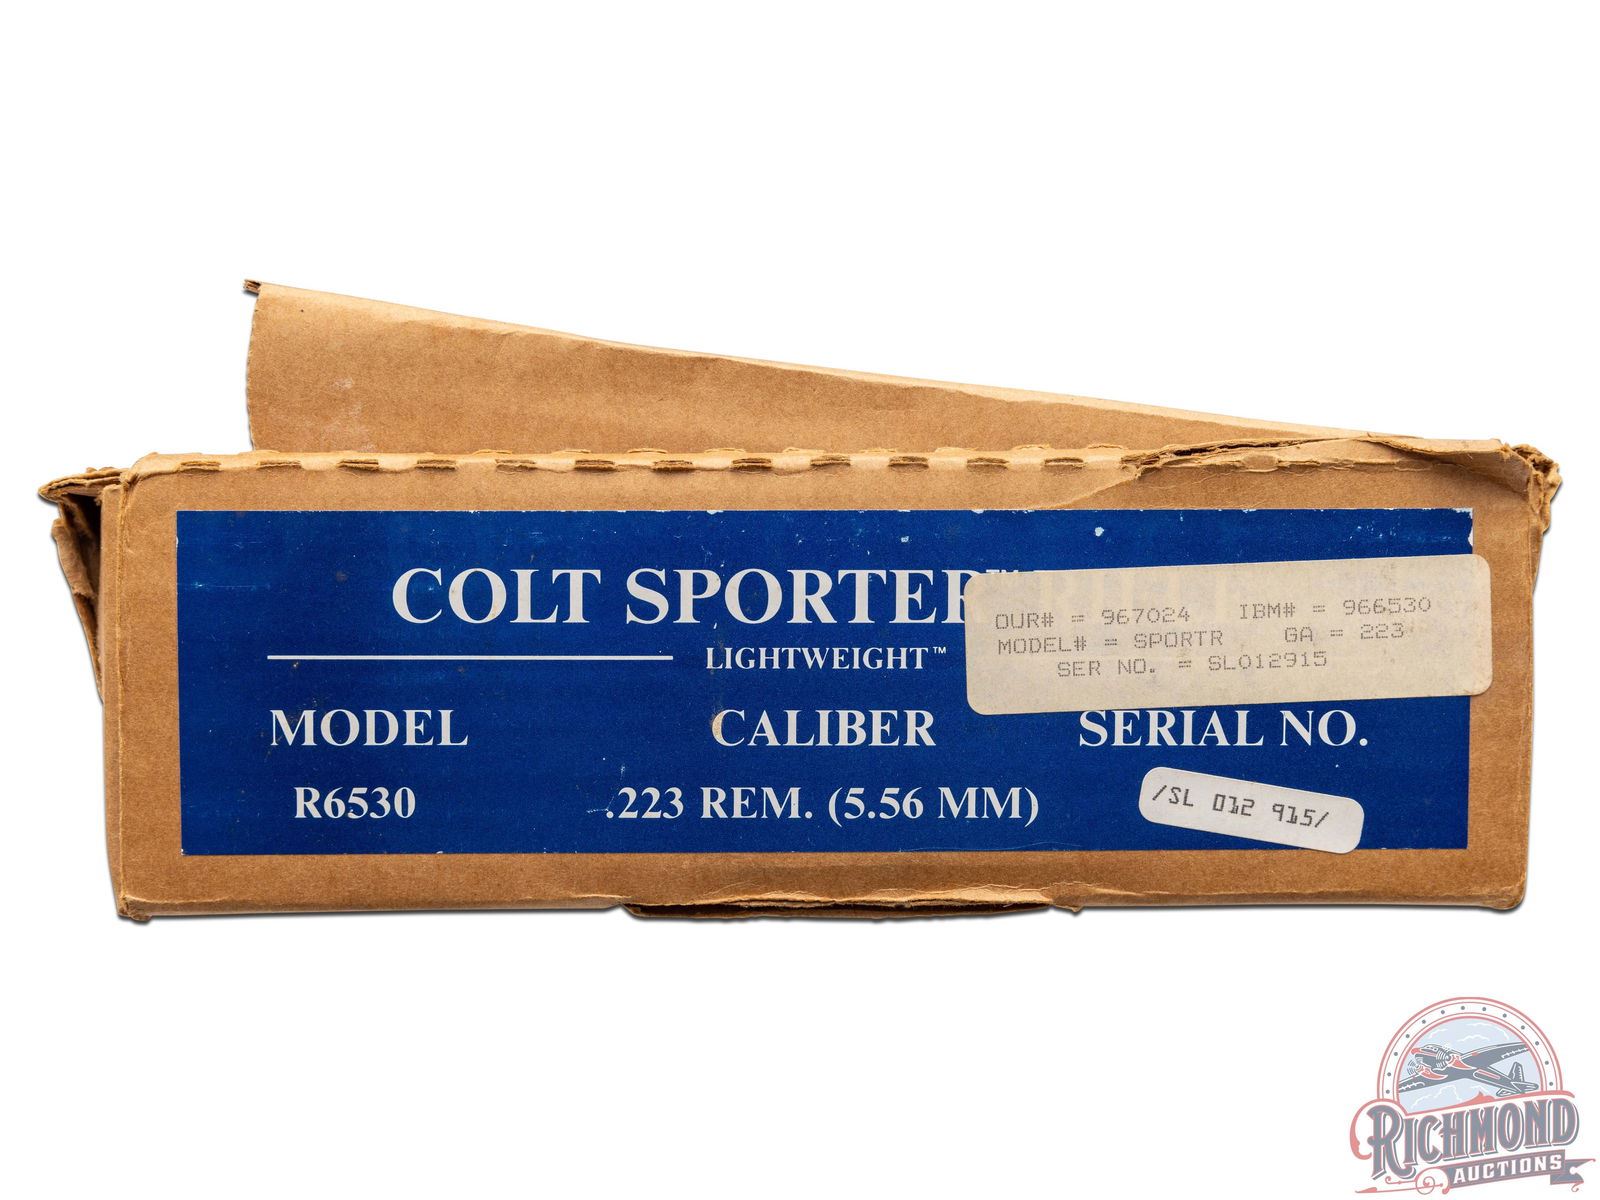 COLT SPORTER™
LIGHTWEIGHT™
OUR# = 967024 IBM# = 966530
MODEL# = SPORTR GA = 223
SER NO. = SL012915
MODEL CALIBER SERIAL NO.
R6530 .223 REM. (5.56 MM) /SL 012 915/
RICHMOND
AUCTIONS